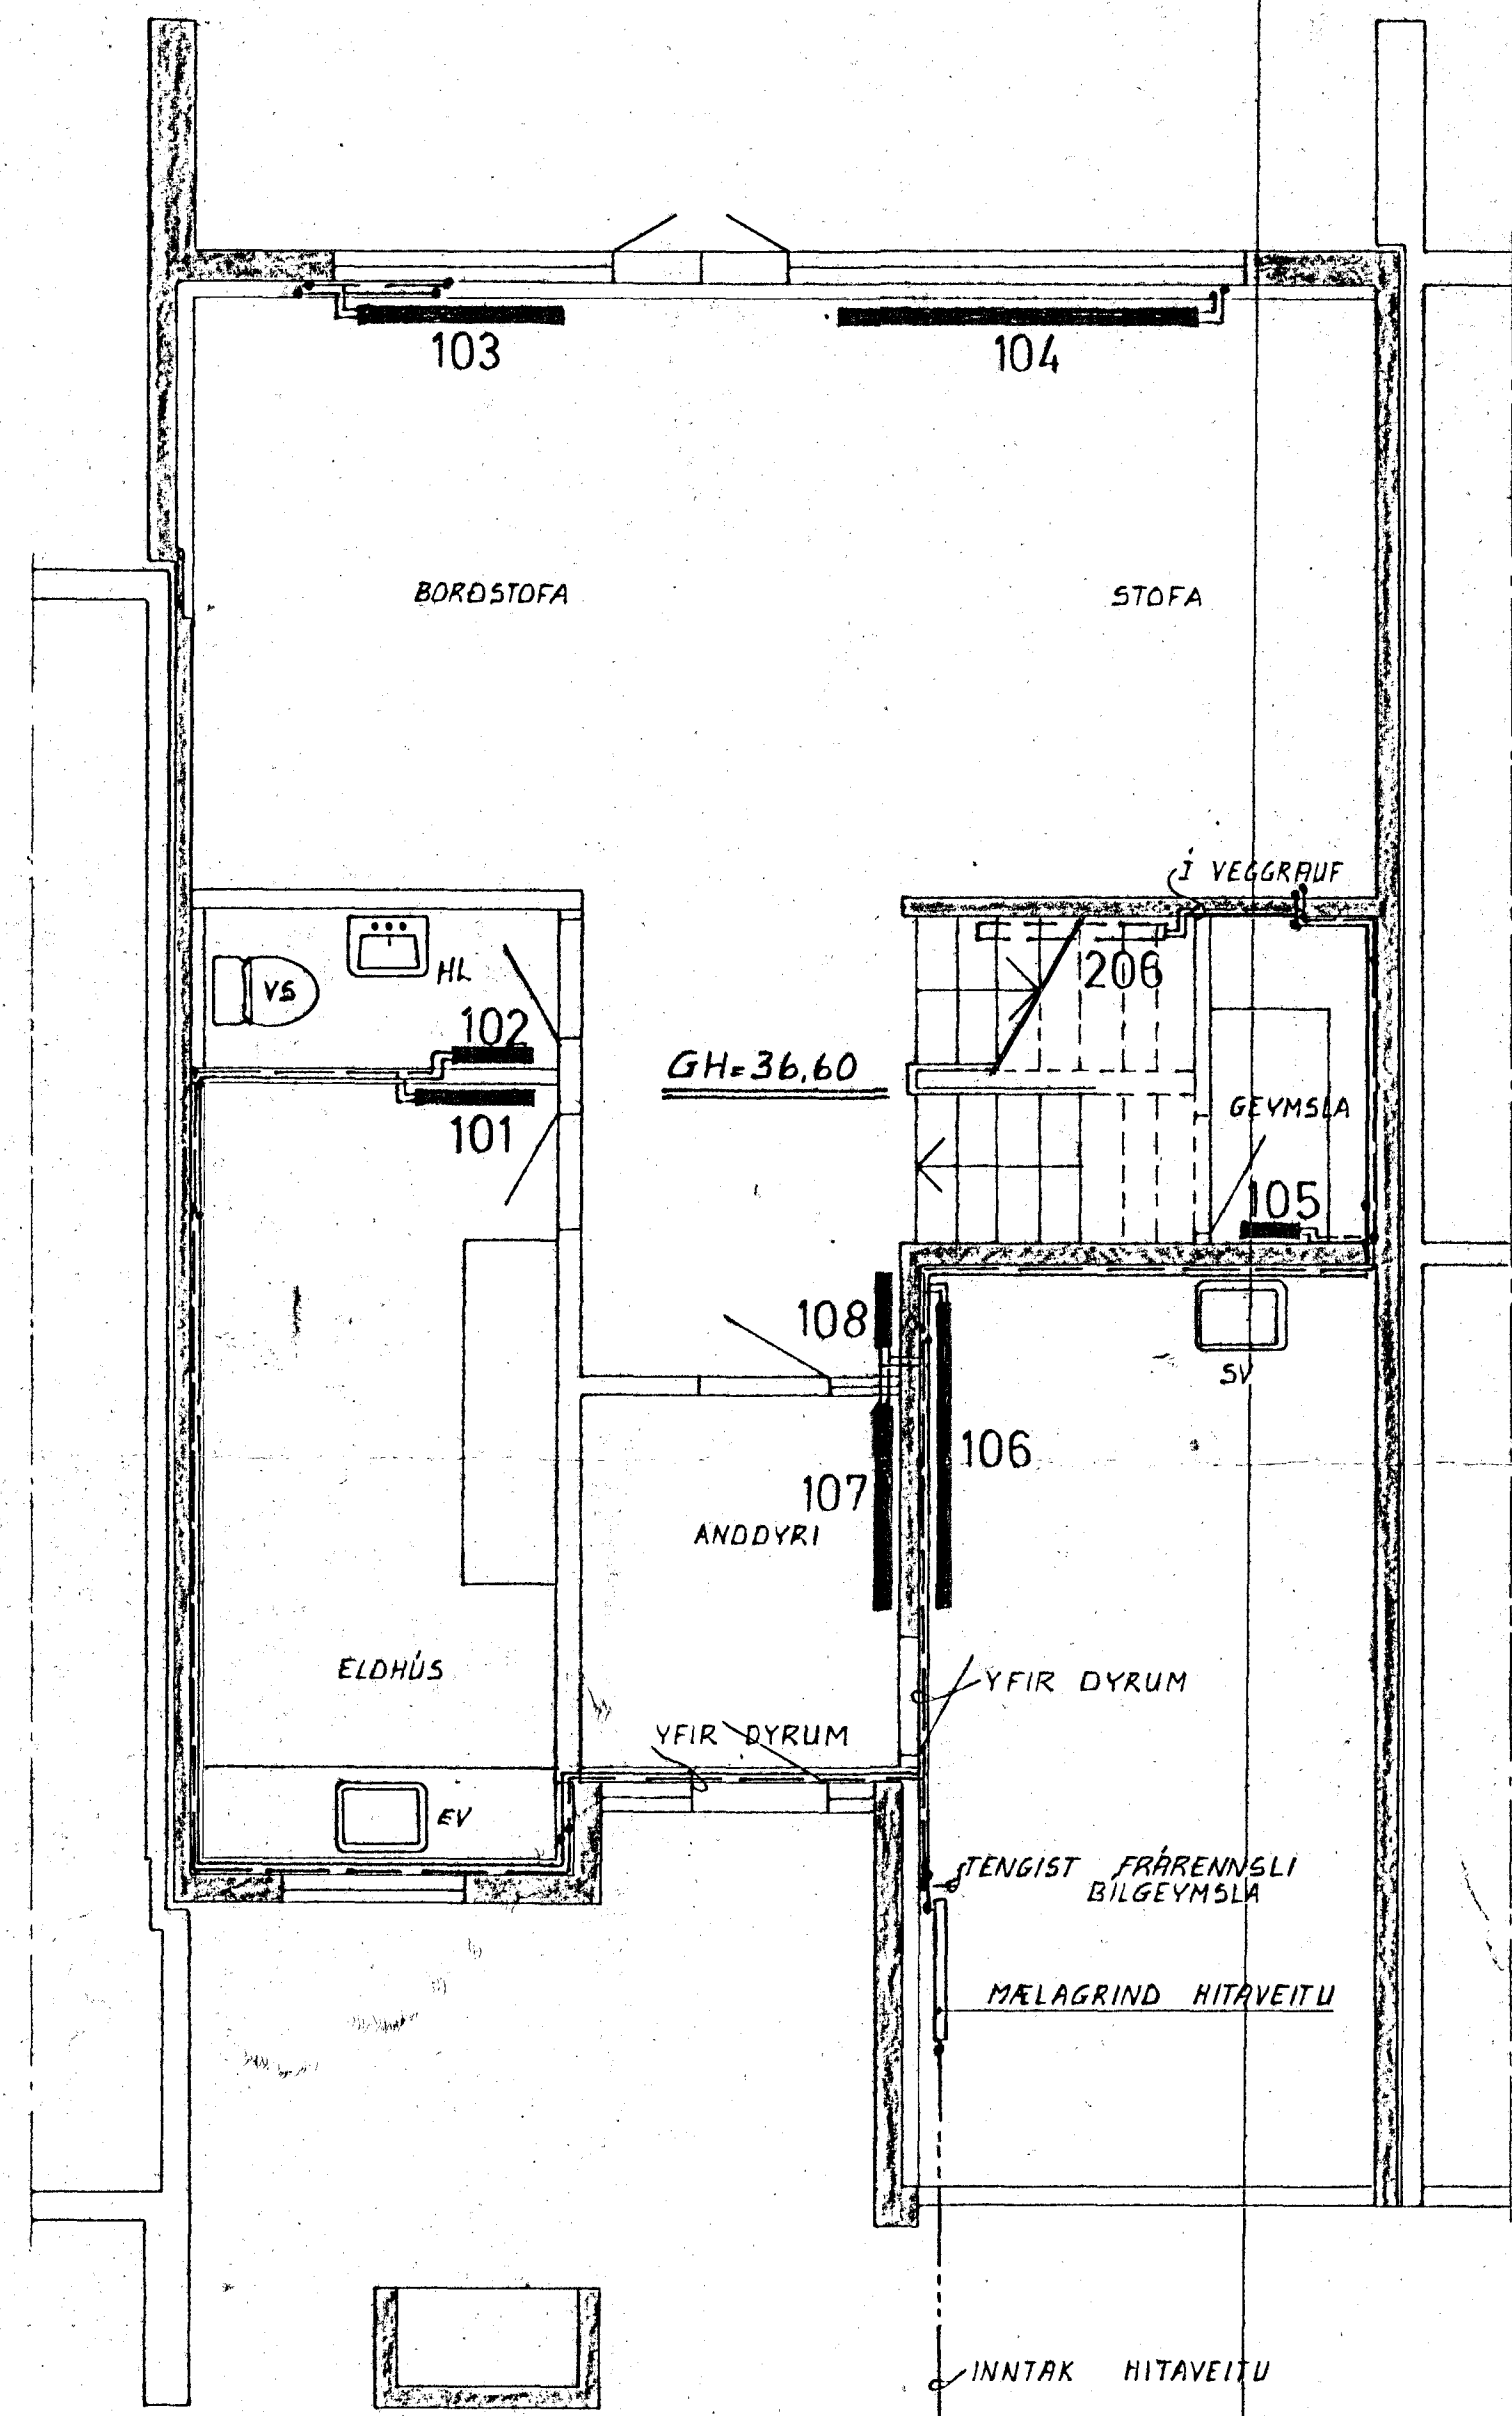 103
104
BORÐSTOFA
STOFA
Í VEGGRAUF
VS
HL
206
102
GH=36,60
101
GEYMSLA
105
108
SV
106
107
ANDDYRI
ELDHÚS
YFIR DYRUM
YFIR DYRUM
EV
TENGIST FRÁRENNSLI
BÍLGEYMSLA
MÆLAGRIND HITAVEITU
INNTAK HITAVEITU